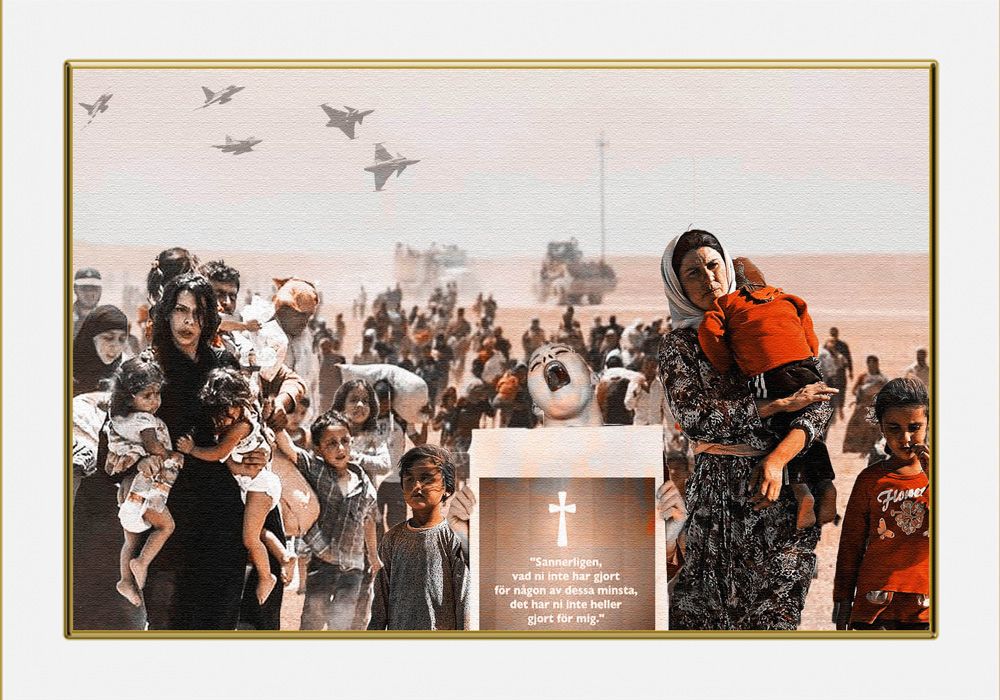 "Sannerligen,
vad ni inte har gjort
för någon av dessa minsta,
det har ni inte heller
gjort för mig."
Flower